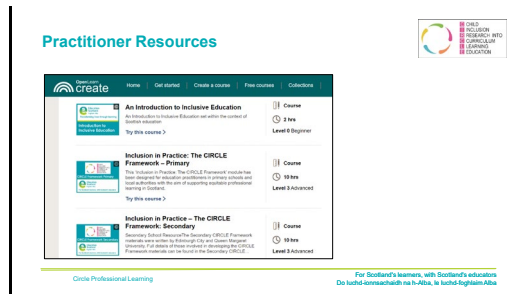 Practitioner Resources
CHILD
INCLUSION
RESEARCH INTO
CURRICULUM
LEARNING
EDUCATION
OpenLearn
create
Home
Get started
Create a course
Free courses
Collections
Introduction to
Inclusive Education
An Introduction to Inclusive Education
An Introduction to Inclusive Education set within the context of
Scottish education
Try this course >
Course
2 hrs
Level 0 Beginner
Inclusion in Practice: The CIRCLE
Framework – Primary
This 'Inclusion in Practice: The CIRCLE Framework' module has
been designed for education practitioners in primary schools and
local authorities with the aim of supporting equitable professional
learning in Scotland.
Try this course >
Course
10 hrs
Level 3 Advanced
Inclusion in Practice – The CIRCLE
Framework: Secondary
Secondary School ResourceThe Secondary CIRCLE Framework
materials were written by Edinburgh City and Queen Margaret
University. Full details of those involved in developing the CIRCLE
Framework materials can be found in the Secondary CIRCLE
Course
10 hrs
Level 3 Advanced
Circle Professional Learning
For Scotland's learners, with Scotland's educators
Do luchd-ionnsachaidh na h-Alba, le luchd-foghlaim Alba